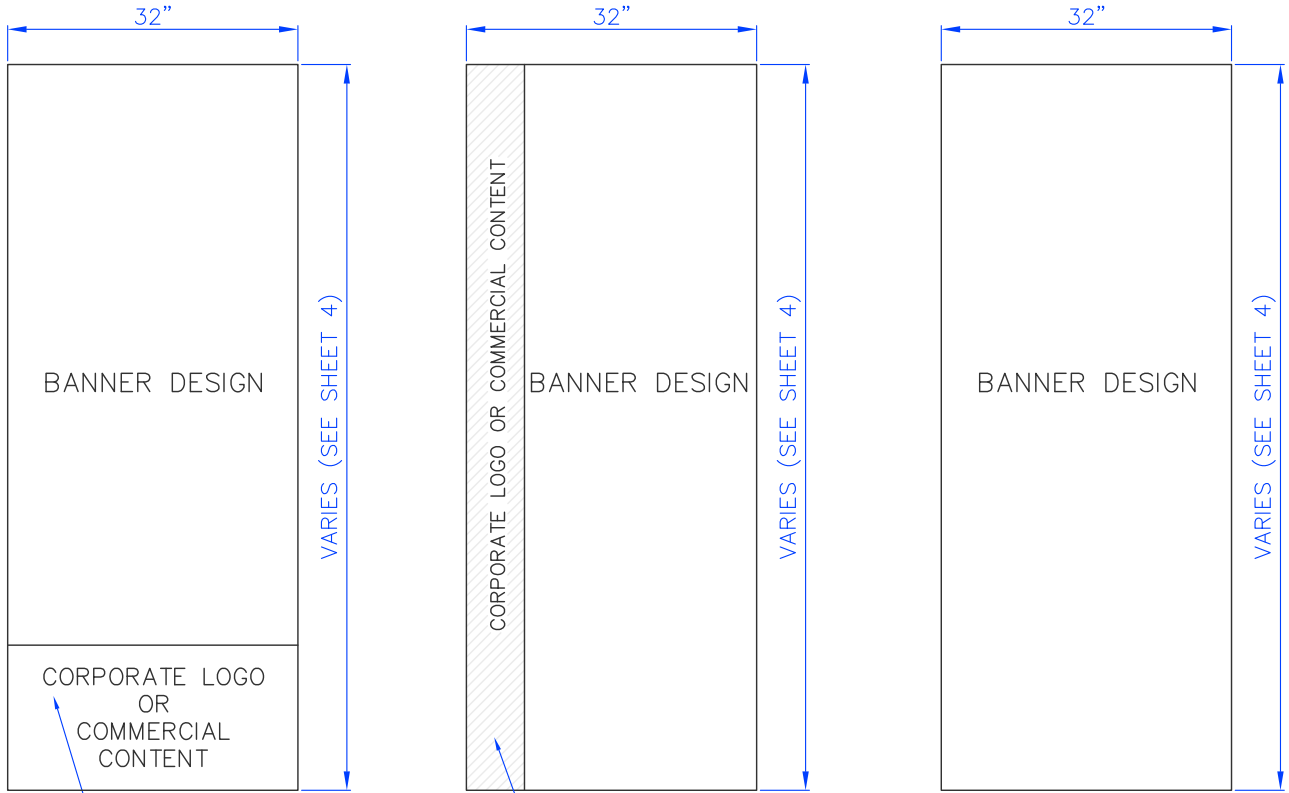 32”
32”
32”
BANNER DESIGN
VARIES (SEE SHEET 4)
CORPORATE LOGO
OR
COMMERCIAL
CONTENT
CORPORATE LOGO OR COMMERCIAL CONTENT
BANNER DESIGN
VARIES (SEE SHEET 4)
BANNER DESIGN
VARIES (SEE SHEET 4)